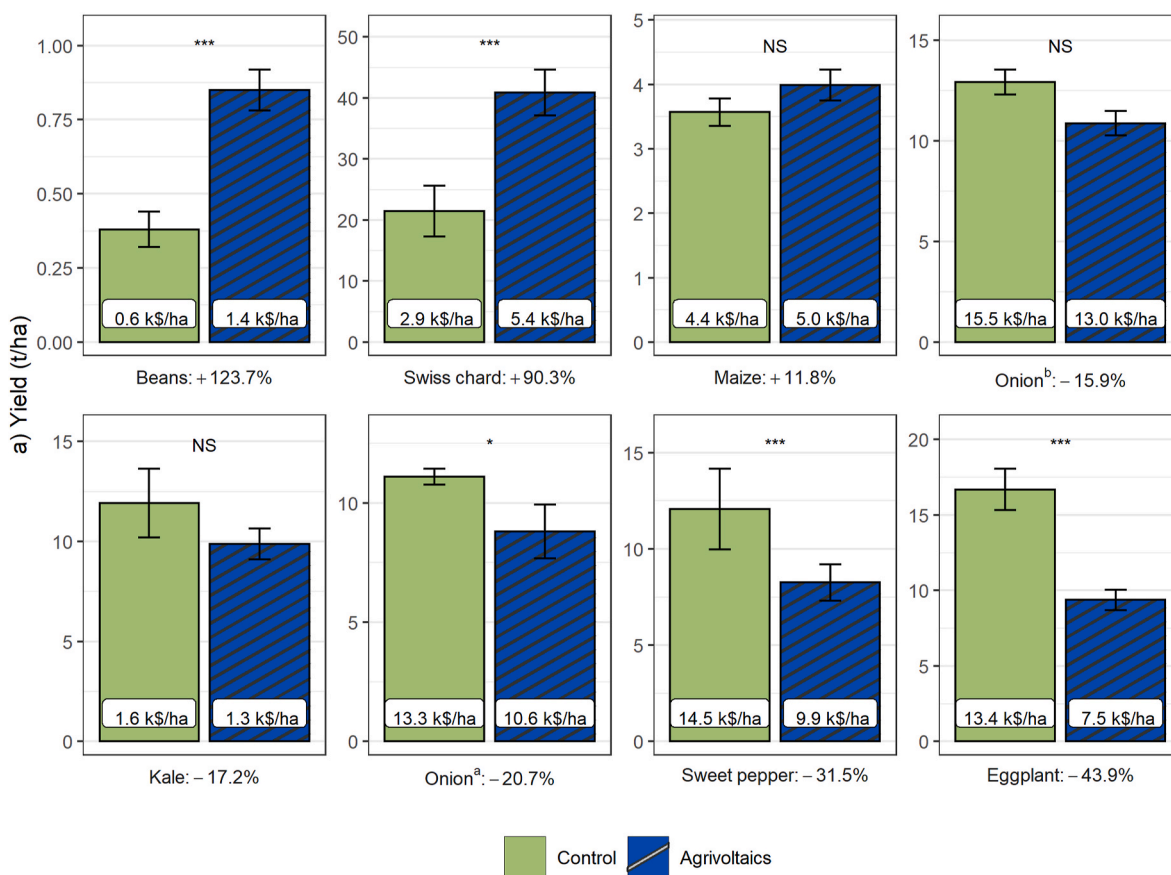 a) Yield (t/ha)
*** *** NS NS
1.00 50 5 15
0.75 40 4 10
0.50 30 3 5
0.25 20 2 0
0.00 10 1
0 0
0.6 k$/ha 1.4 k$/ha 2.9 k$/ha 5.4 k$/ha 4.4 k$/ha 5.0 k$/ha 15.5 k$/ha 13.0 k$/ha
Beans: +123.7% Swiss chard: +90.3% Maize: +11.8% Onionᵇ: −15.9%
NS * *** ***
15 10 15 20
10 5 10 15
5 0 5 10
0 0 5
0
1.6 k$/ha 1.3 k$/ha 13.3 k$/ha 10.6 k$/ha 14.5 k$/ha 9.9 k$/ha 13.4 k$/ha 7.5 k$/ha
Kale: −17.2% Onionᵃ: −20.7% Sweet pepper: −31.5% Eggplant: −43.9%
Control Agrivoltaics